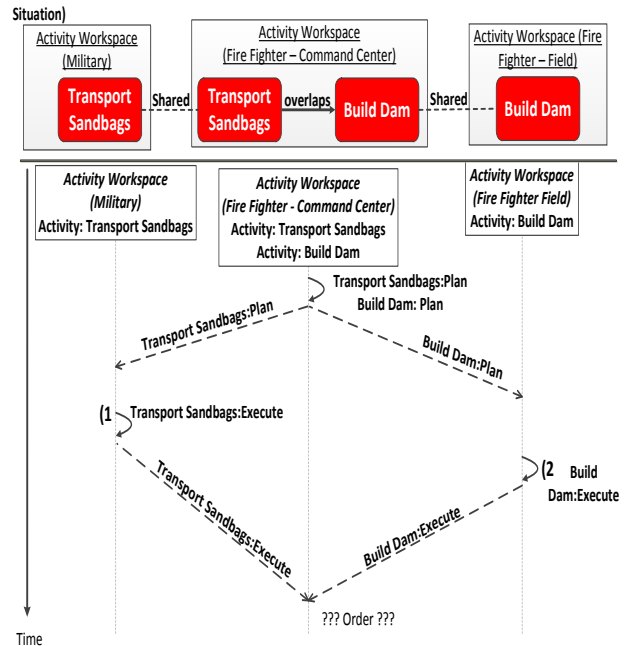 Situation)
Activity Workspace
(Military)
Transport
Sandbags
Shared
Activity Workspace
(Fire Fighter – Command Center)
Transport
Sandbags
overlaps
Build Dam
Shared
Activity Workspace (Fire
Fighter – Field)
Build Dam
Activity Workspace
(Military)
Activity: Transport Sandbags
Activity Workspace
(Fire Fighter - Command Center)
Activity: Transport Sandbags
Activity: Build Dam
Activity Workspace
(Fire Fighter Field)
Activity: Build Dam
Transport Sandbags:Plan
Build Dam: Plan
Transport Sandbags:Plan
Build Dam:Plan
(1 Transport Sandbags:Execute
(2 Build
Dam:Execute
Transport Sandbags:Execute
Build Dam:Execute
??? Order ???
Time